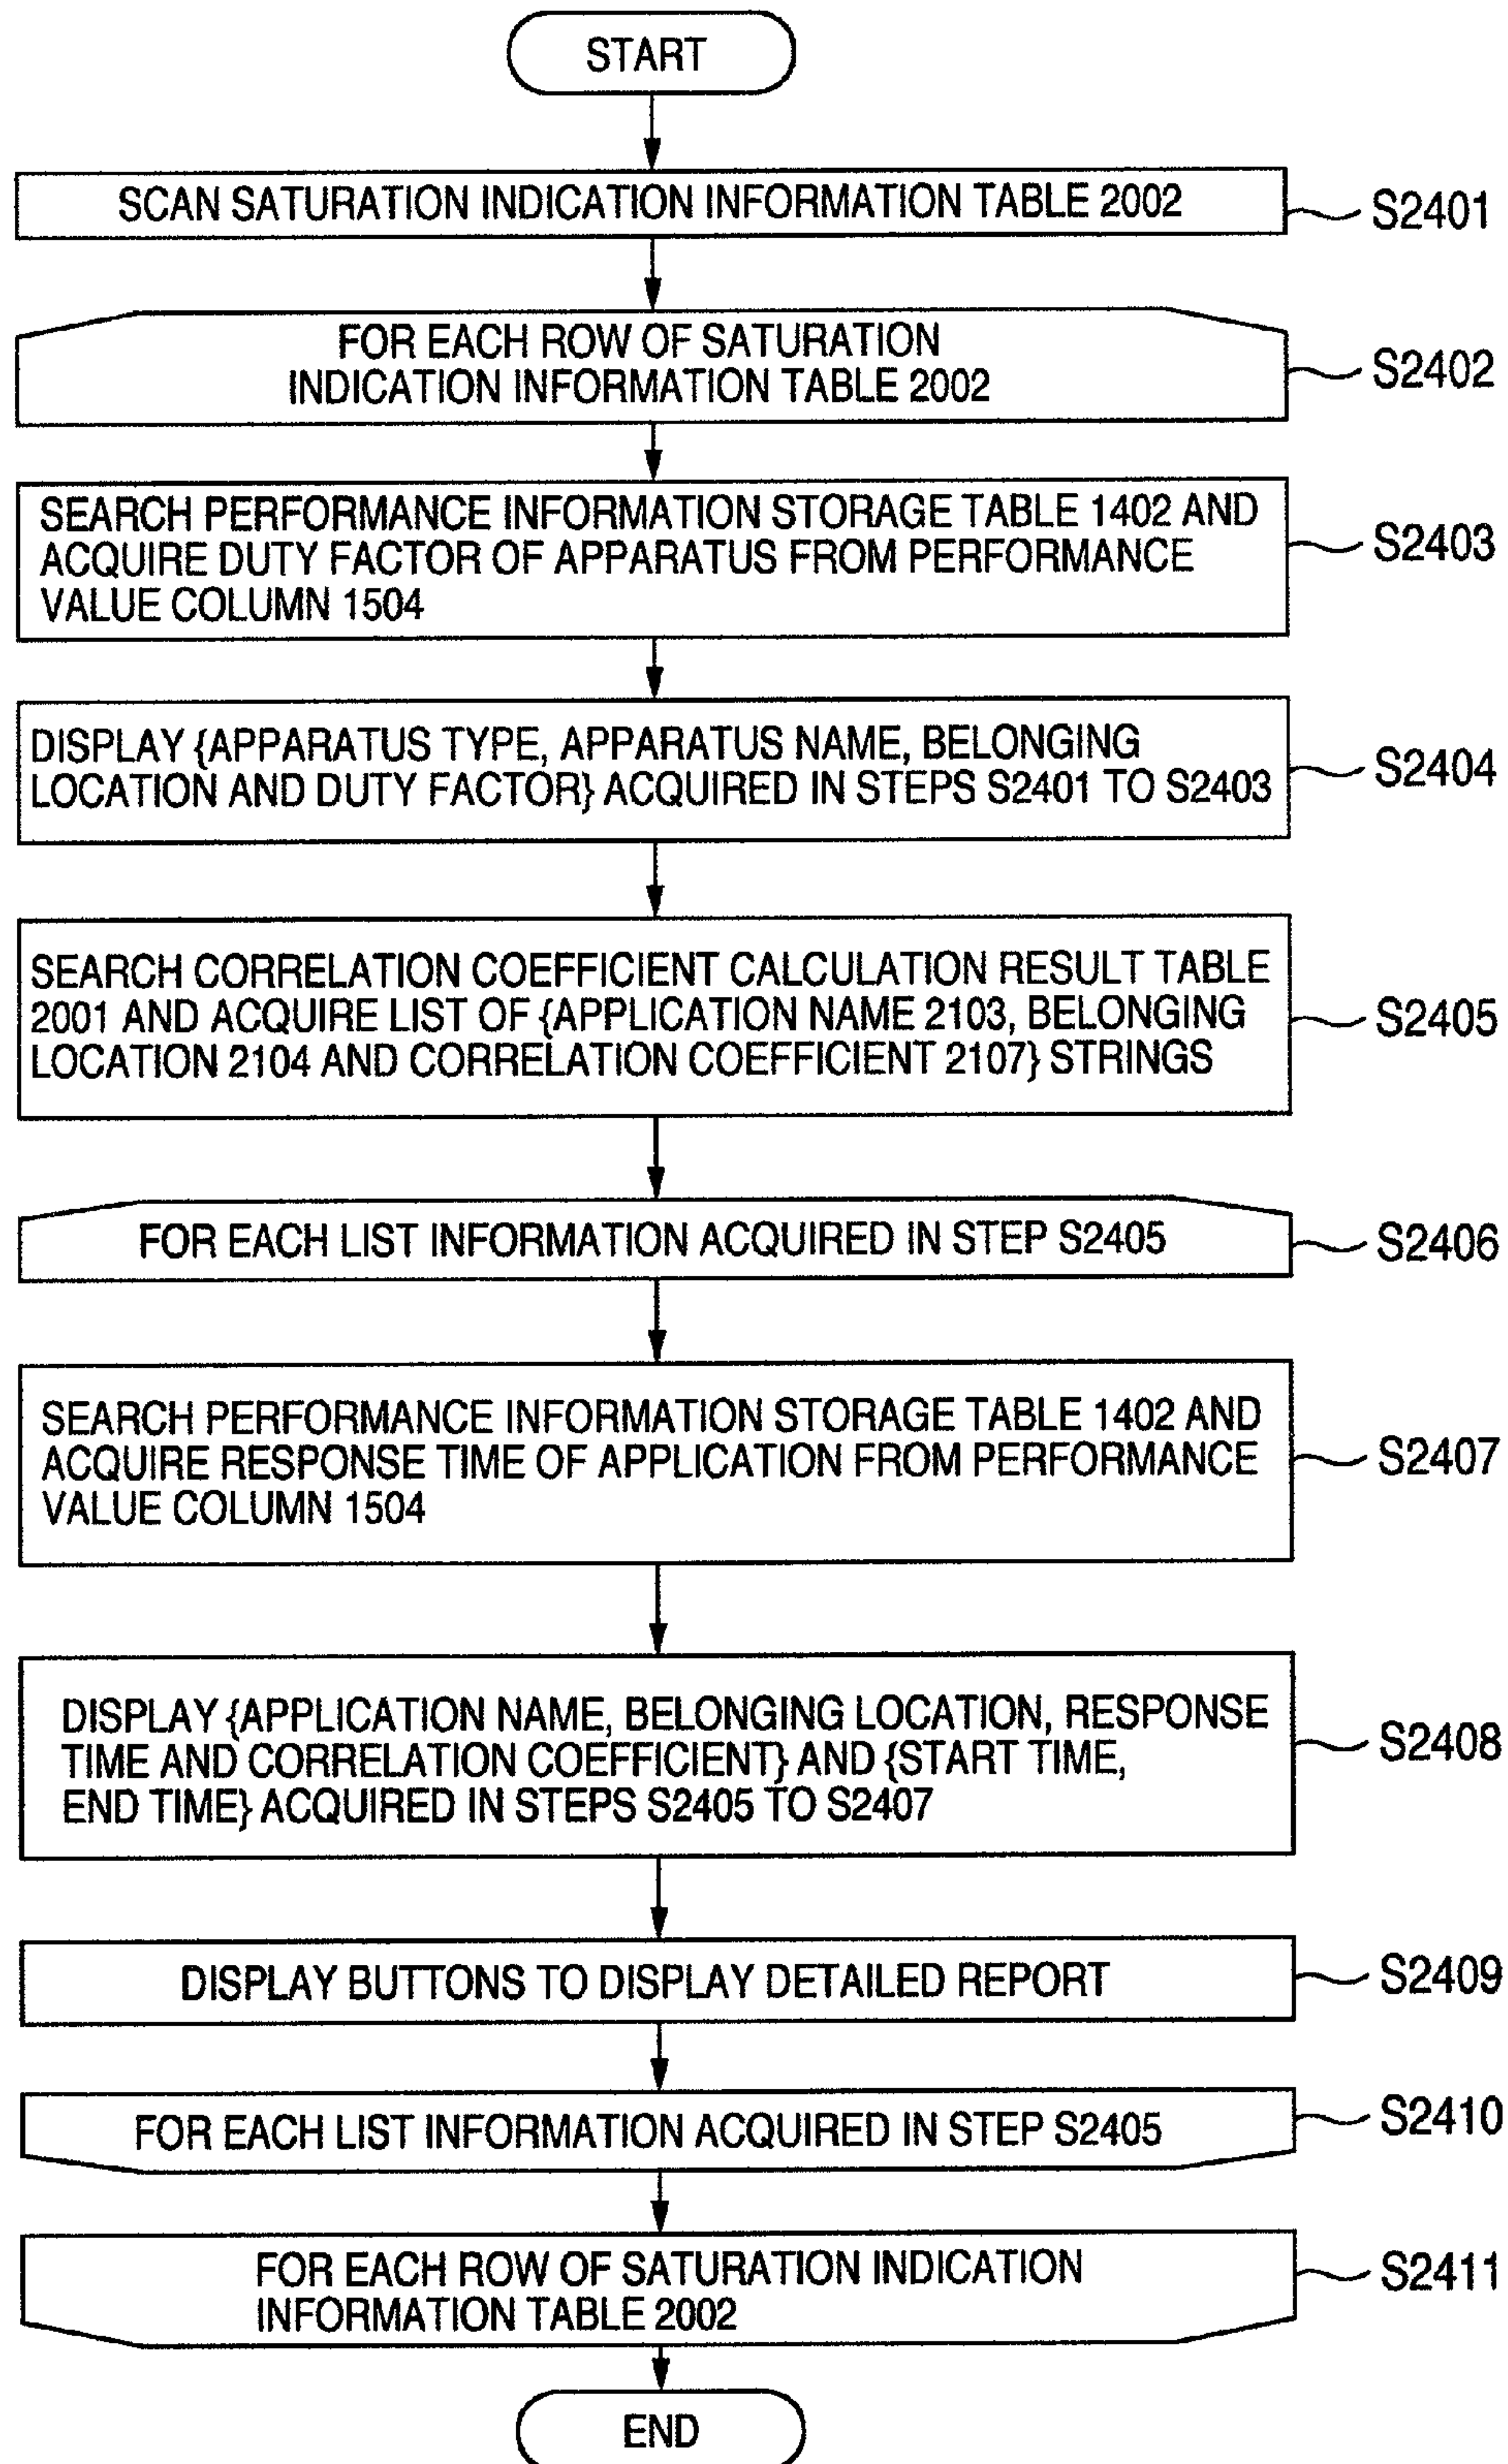 START
SCAN SATURATION INDICATION INFORMATION TABLE 2002
S2401
FOR EACH ROW OF SATURATION
INDICATION INFORMATION TABLE 2002
S2402
SEARCH PERFORMANCE INFORMATION STORAGE TABLE 1402 AND
ACQUIRE DUTY FACTOR OF APPARATUS FROM PERFORMANCE
VALUE COLUMN 1504
S2403
DISPLAY {APPARATUS TYPE, APPARATUS NAME, BELONGING
LOCATION AND DUTY FACTOR} ACQUIRED IN STEPS S2401 TO S2403
S2404
SEARCH CORRELATION COEFFICIENT CALCULATION RESULT TABLE
2001 AND ACQUIRE LIST OF {APPLICATION NAME 2103, BELONGING
LOCATION 2104 AND CORRELATION COEFFICIENT 2107} STRINGS
S2405
FOR EACH LIST INFORMATION ACQUIRED IN STEP S2405
S2406
SEARCH PERFORMANCE INFORMATION STORAGE TABLE 1402 AND
ACQUIRE RESPONSE TIME OF APPLICATION FROM PERFORMANCE
VALUE COLUMN 1504
S2407
DISPLAY {APPLICATION NAME, BELONGING LOCATION, RESPONSE
TIME AND CORRELATION COEFFICIENT} AND {START TIME,
END TIME} ACQUIRED IN STEPS S2405 TO S2407
S2408
DISPLAY BUTTONS TO DISPLAY DETAILED REPORT
S2409
FOR EACH LIST INFORMATION ACQUIRED IN STEP S2405
S2410
FOR EACH ROW OF SATURATION INDICATION
INFORMATION TABLE 2002
S2411
END